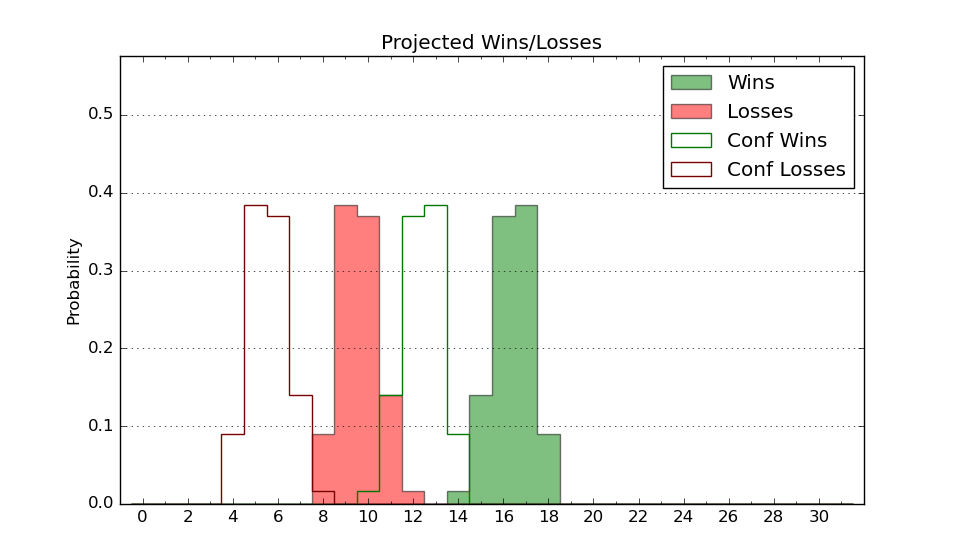 Projected Wins/Losses
Wins
Losses
Conf Wins
Conf Losses
Probability
0.5
0.4
0.3
0.2
0.1
0.0
0 2 4 6 8 10 12 14 16 18 20 22 24 26 28 30